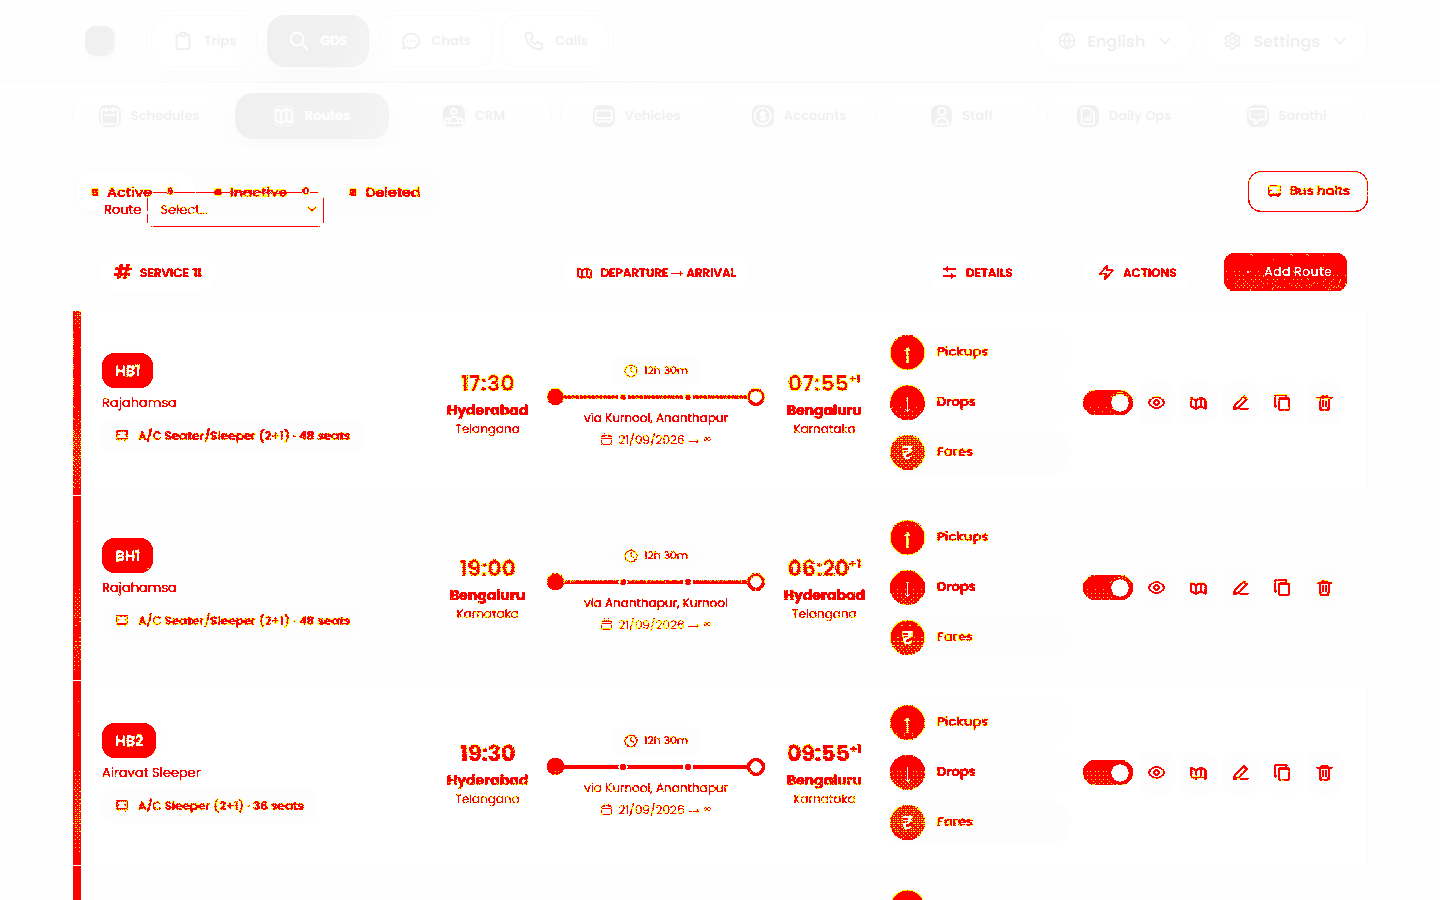 Trips GDS Chats Calls English Settings
Schedules Routes CRM Vehicles Accounts Staff Daily Ops Sarathi
Active Inactive Deleted
Route Select...
Bus halts
# SERVICE DEPARTURE → ARRIVAL DETAILS ACTIONS Add Route
HB1
Rajahamsa
A/C Seater/Sleeper (2+1) · 48 seats
17:30
Hyderabad
Telangana
12h 30m
via Kurnool, Ananthapur
21/09/2026 → ∞
07:55+1
Bengaluru
Karnataka
Pickups
Drops
Fares
BH1
Rajahamsa
A/C Seater/Sleeper (2+1) · 48 seats
19:00
Bengaluru
Karnataka
12h 30m
via Ananthapur, Kurnool
21/09/2026 → ∞
06:20+1
Hyderabad
Telangana
Pickups
Drops
Fares
HB2
Airavat Sleeper
A/C Sleeper (2+1) · 36 seats
19:30
Hyderabad
Telangana
12h 30m
via Kurnool, Ananthapur
21/09/2026 → ∞
09:55+1
Bengaluru
Karnataka
Pickups
Drops
Fares